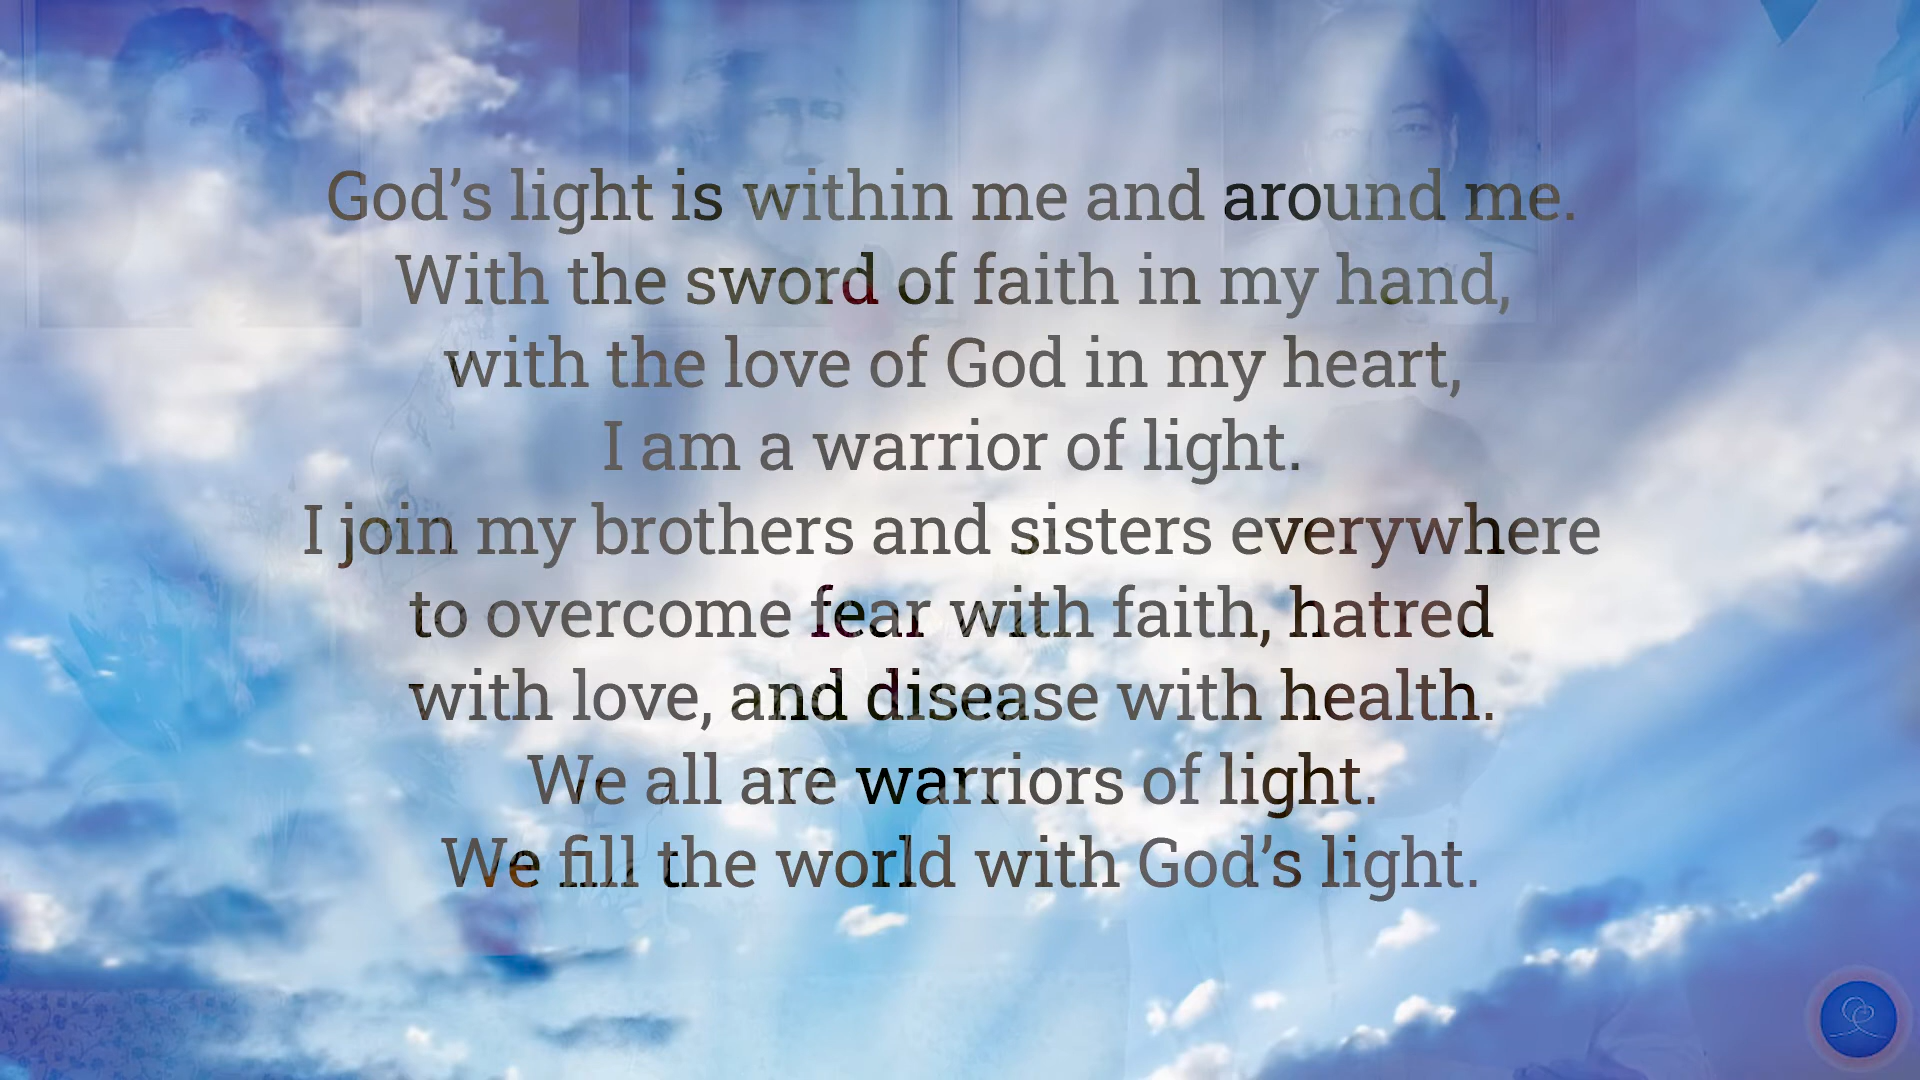 God’s light is within me and around me.
With the sword of faith in my hand,
with the love of God in my heart,
I am a warrior of light.
I join my brothers and sisters everywhere
to overcome fear with faith, hatred
with love, and disease with health.
We all are warriors of light.
We fill the world with God’s light.